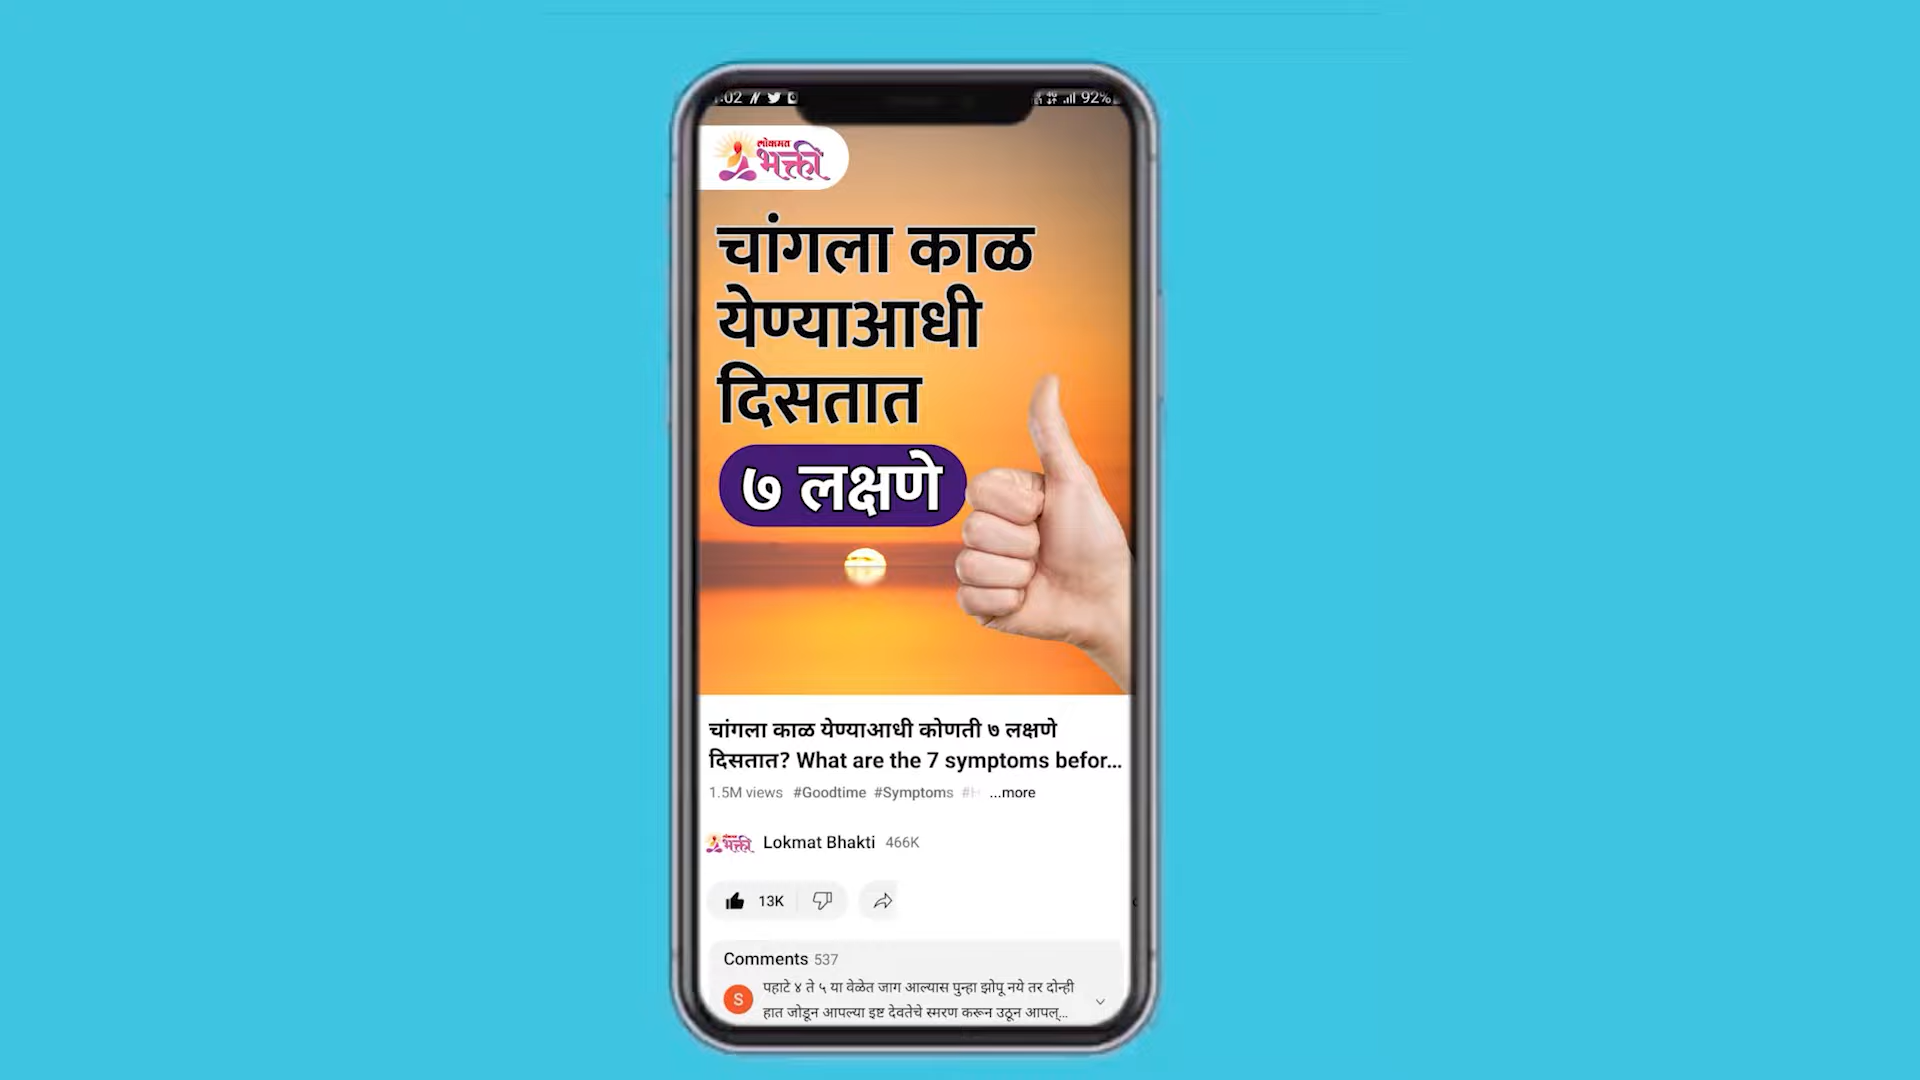 :02 92%
लोकमत
भक्ती
चांगला काळ
येण्याआधी
दिसतात
७ लक्षणे
चांगला काळ येण्याआधी कोणती ७ लक्षणे
दिसतात? What are the 7 symptoms befor...
1.5M views #Goodtime #Symptoms ...more
लोकमत
भक्ती
Lokmat Bhakti 466K
13K
Comments 537
S
पहाटे ४ ते ५ या वेळेत जाग आल्यास पुन्हा झोपू नये तर दोन्ही
हात जोडून आपल्या इष्ट देवतेचे स्मरण करून उठून आपल्...